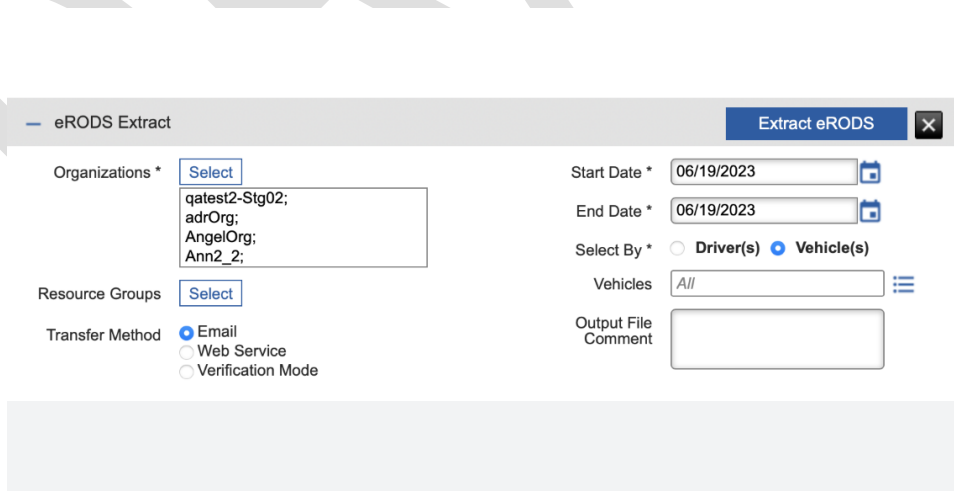 eRODS Extract
Extract eRODS
Organizations *
Select
qatest2-Stg02;
adrOrg;
AngelOrg;
Ann2_2;
Resource Groups
Select
Transfer Method
Email
Web Service
Verification Mode
Start Date *
06/19/2023
End Date *
06/19/2023
Select By *
Driver(s)
Vehicle(s)
Vehicles
All
Output File
Comment